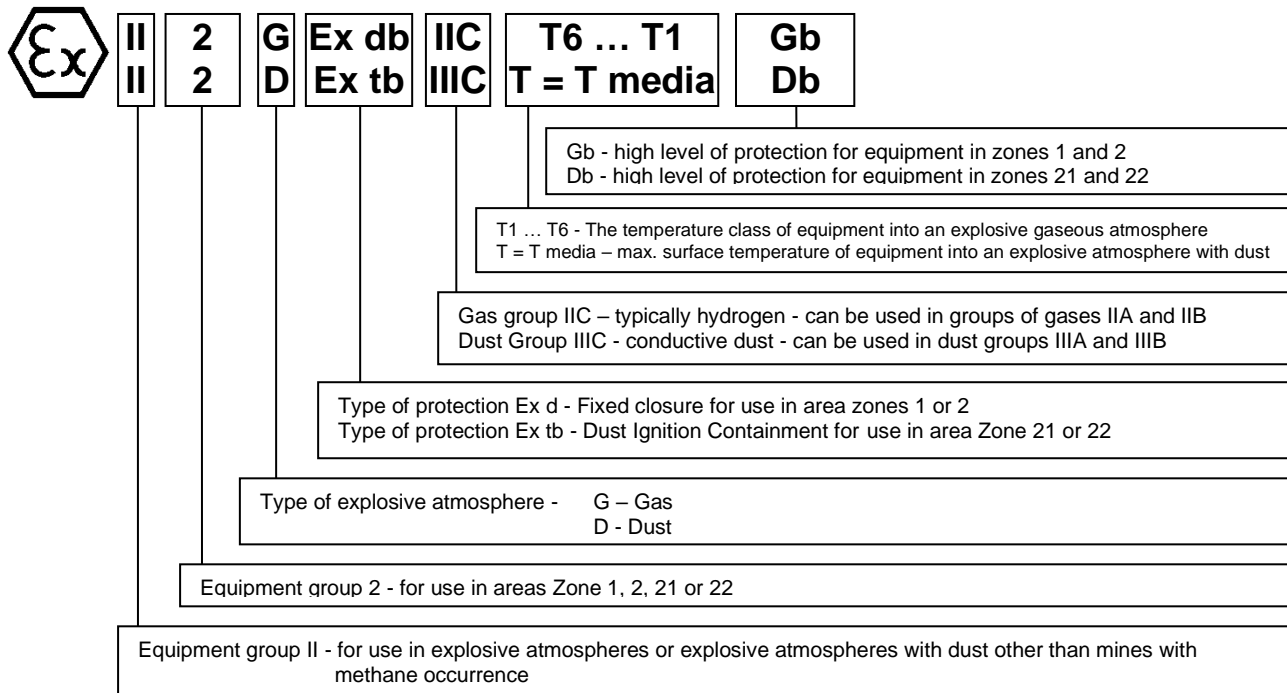 Ex II 2 G Ex db IIC T6 … T1 Gb
II 2 D Ex tb IIIC T = T media Db
Gb - high level of protection for equipment in zones 1 and 2
Db - high level of protection for equipment in zones 21 and 22
T1 … T6 - The temperature class of equipment into an explosive gaseous atmosphere
T = T media – max. surface temperature of equipment into an explosive atmosphere with dust
Gas group IIC – typically hydrogen - can be used in groups of gases IIA and IIB
Dust Group IIIC - conductive dust - can be used in dust groups IIIA and IIIB
Type of protection Ex d - Fixed closure for use in area zones 1 or 2
Type of protection Ex tb - Dust Ignition Containment for use in area Zone 21 or 22
Type of explosive atmosphere - G – Gas
D - Dust
Equipment group 2 - for use in areas Zone 1, 2, 21 or 22
Equipment group II - for use in explosive atmospheres or explosive atmospheres with dust other than mines with
methane occurrence